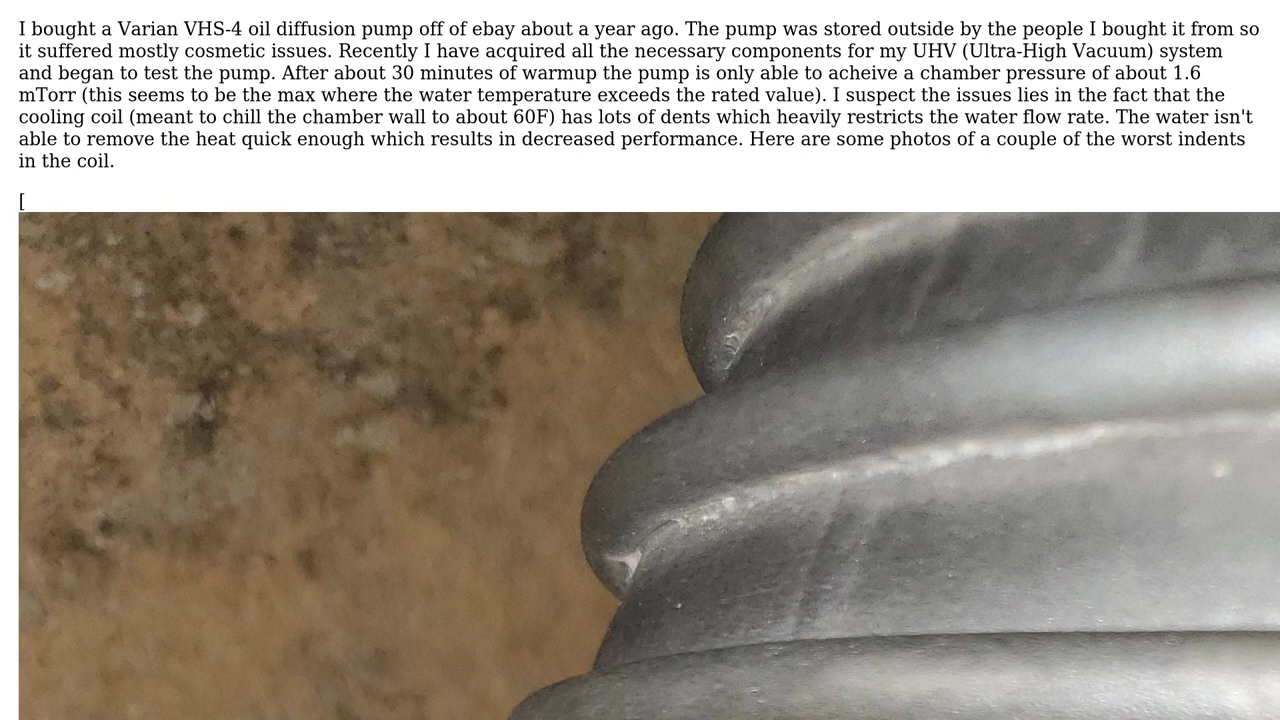 I bought a Varian VHS-4 oil diffusion pump off of ebay about a year ago. The pump was stored outside by the people I bought it from so
it suffered mostly cosmetic issues. Recently I have acquired all the necessary components for my UHV (Ultra-High Vacuum) system
and began to test the pump. After about 30 minutes of warmup the pump is only able to acheive a chamber pressure of about 1.6
mTorr (this seems to be the max where the water temperature exceeds the rated value). I suspect the issues lies in the fact that the
cooling coil (meant to chill the chamber wall to about 60F) has lots of dents which heavily restricts the water flow rate. The water isn't
able to remove the heat quick enough which results in decreased performance. Here are some photos of a couple of the worst indents
in the coil.
[